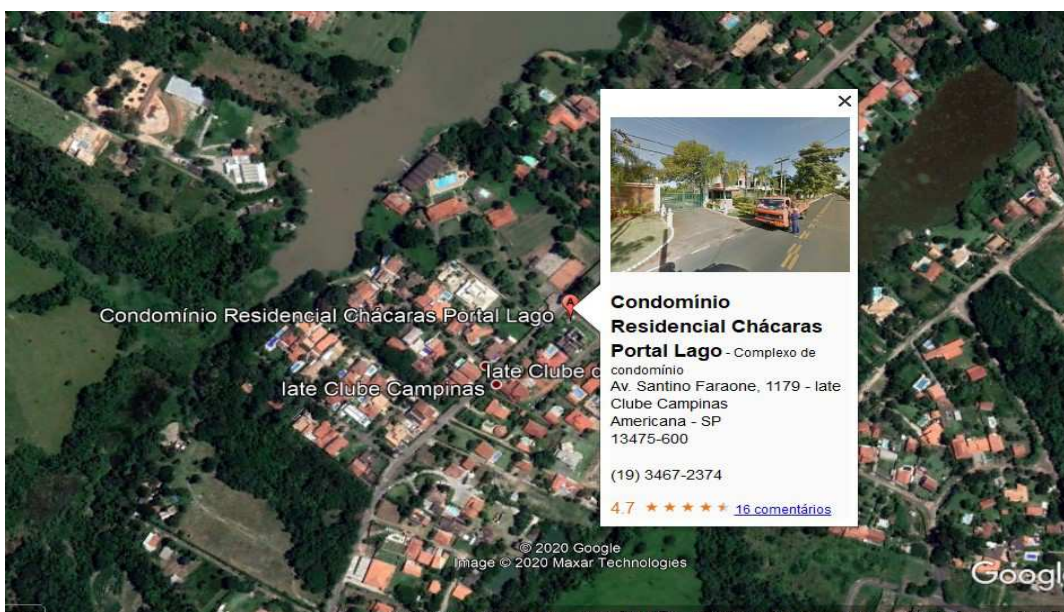 ×
Condomínio Residencial Chácaras Portal Lago
A
Iate Clube d
Iate Clube Campinas
Condomínio
Residencial Chácaras
Portal Lago - Complexo de
condomínio
Av. Santino Faraone, 1179 - Iate
Clube Campinas
Americana - SP
13475-600
(19) 3467-2374
4.7 16 comentários
© 2020 Google
Image © 2020 Maxar Technologies
Google